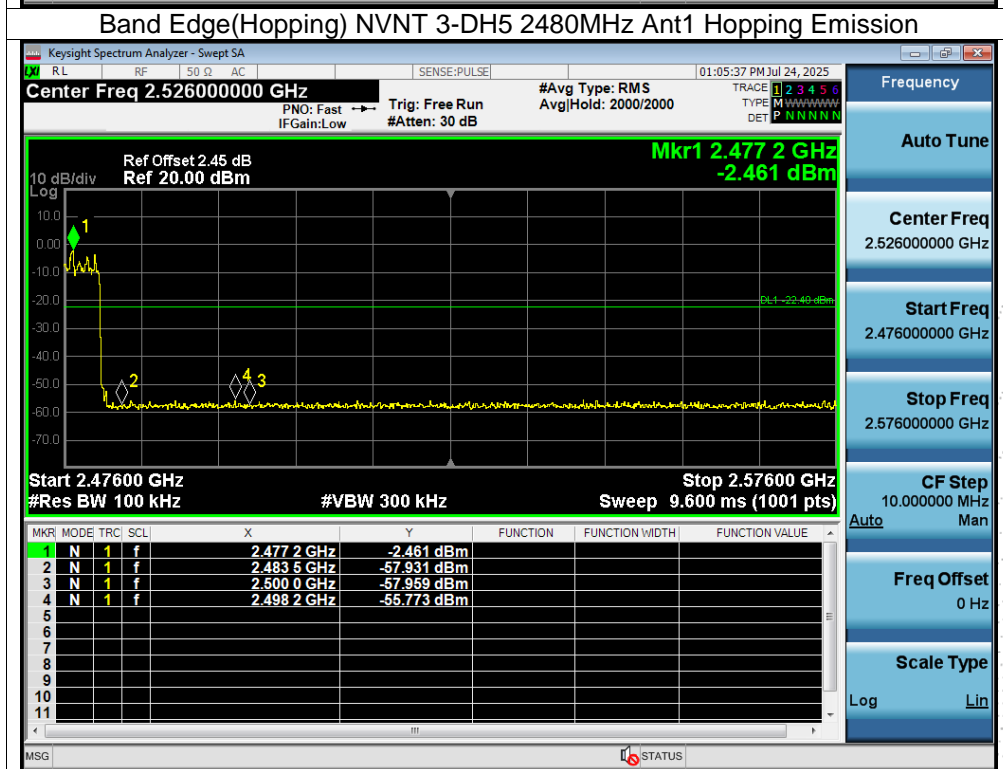 Band Edge(Hopping) NVNT 3-DH5 2480MHz Ant1 Hopping Emission
Keysight Spectrum Analyzer - Swept SA
LXI RL RF 50 Ω AC SENSE:PULSE 01:05:37 PM Jul 24, 2025
Center Freq 2.526000000 GHz #Avg Type: RMS TRACE 1 2 3 4 5 6
PNO: Fast Trig: Free Run Avg|Hold: 2000/2000 TYPE M WWWWW
IFGain:Low #Atten: 30 dB DET P N N N N N
Mkr1 2.477 2 GHz
-2.461 dBm
Ref Offset 2.45 dB
10 dB/div Ref 20.00 dBm
Log
10.0
0.00
-10.0
-20.0
-30.0
-40.0
-50.0
-60.0
-70.0
1
DL1 -22.40 dBm
2 4 3
Start 2.47600 GHz Stop 2.57600 GHz
#Res BW 100 kHz #VBW 300 kHz Sweep 9.600 ms (1001 pts)
MKR MODE TRC SCL X Y FUNCTION FUNCTION WIDTH FUNCTION VALUE
1 N 1 f 2.477 2 GHz -2.461 dBm
2 N 1 f 2.483 5 GHz -57.931 dBm
3 N 1 f 2.500 0 GHz -57.959 dBm
4 N 1 f 2.498 2 GHz -55.773 dBm
5
6
7
8
9
10
11
MSG STATUS
Frequency
Auto Tune
Center Freq
2.526000000 GHz
Start Freq
2.476000000 GHz
Stop Freq
2.576000000 GHz
CF Step
10.000000 MHz
Auto Man
Freq Offset
0 Hz
Scale Type
Log Lin